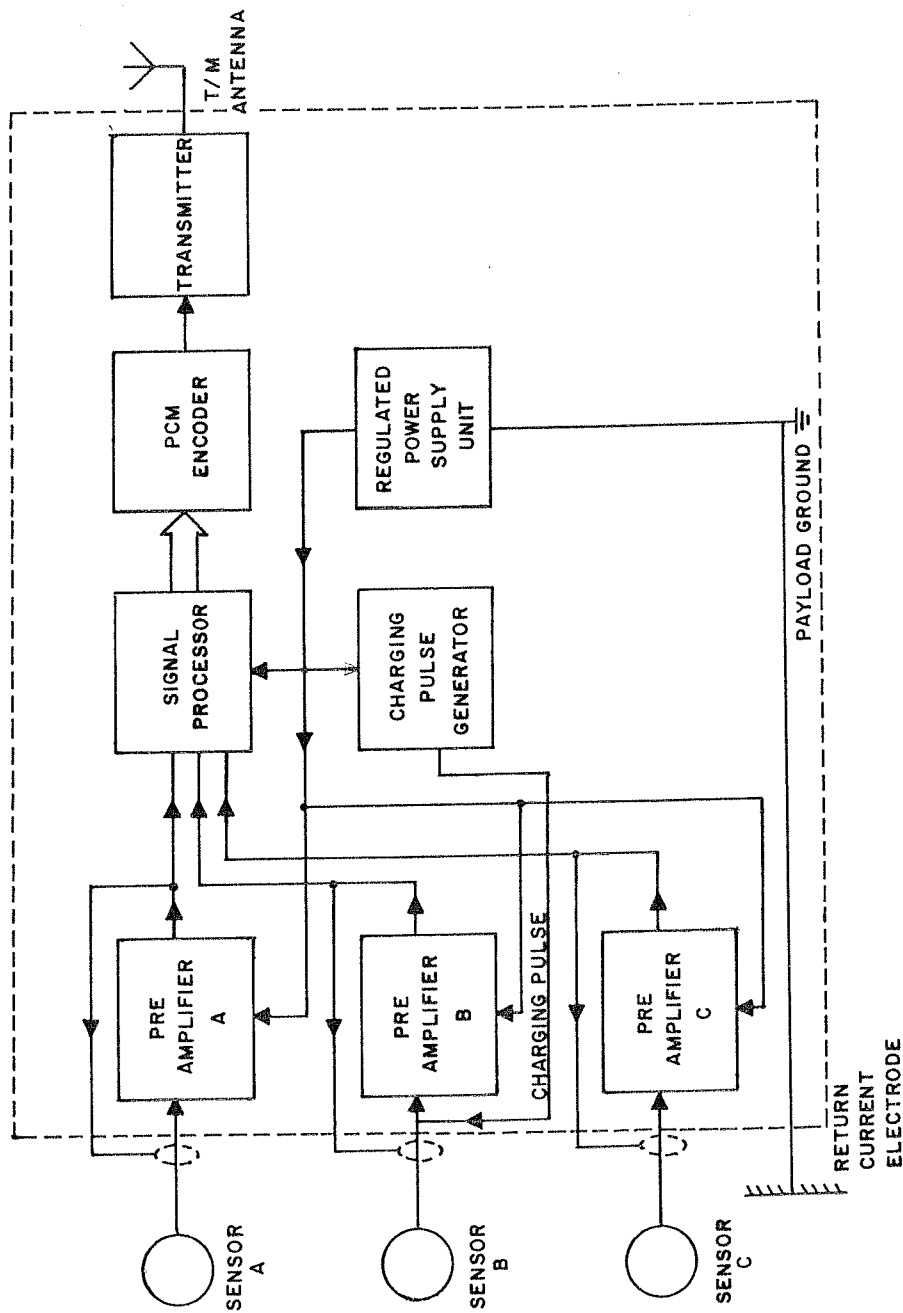 SENSOR
A
PRE
AMPLIFIER
A
SIGNAL
PROCESSOR
PCM
ENCODER
TRANSMITTER
T/M
ANTENNA
SENSOR
B
PRE
AMPLIFIER
B
CHARGING PULSE
CHARGING
PULSE
GENERATOR
REGULATED
POWER
SUPPLY
UNIT
SENSOR
C
PRE
AMPLIFIER
C
RETURN
CURRENT
ELECTRODE
PAYLOAD GROUND